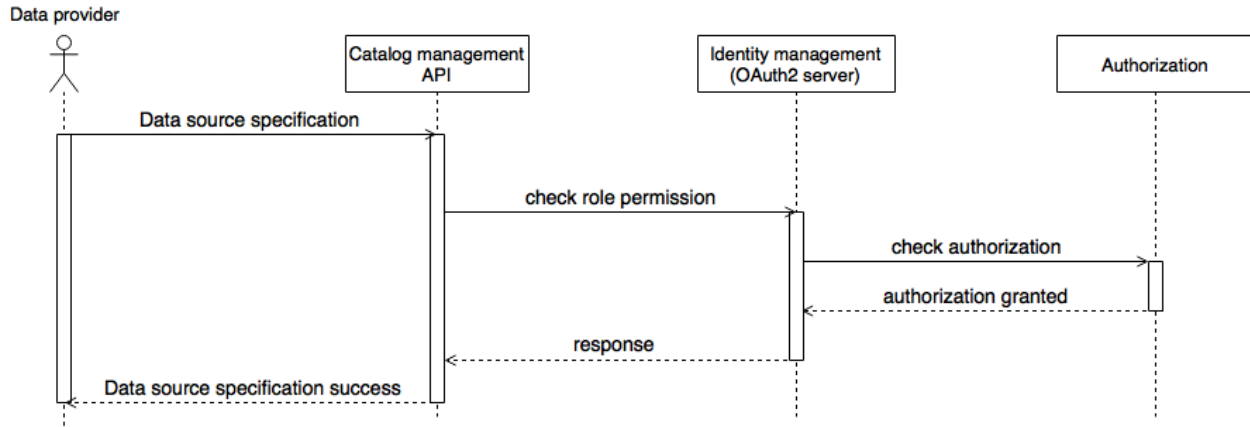 Data provider
Catalog management
API
Identity management
(OAuth2 server)
Authorization
Data source specification
check role permission
check authorization
authorization granted
response
Data source specification success